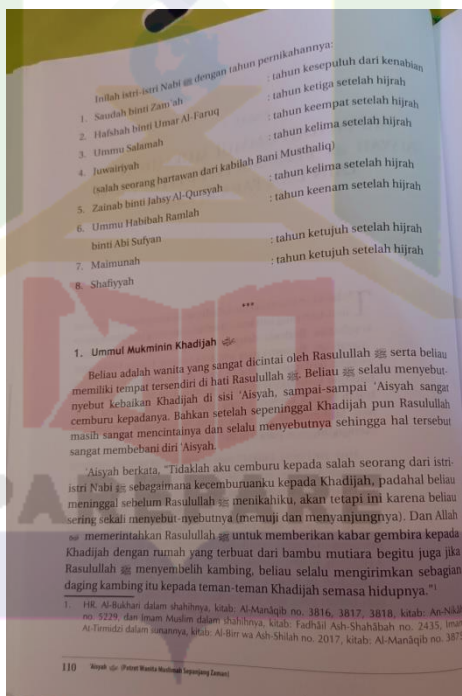 Inilah istri-istri Nabi ﷺ dengan tahun pernikahannya:
1. Saudah binti Zam'ah : tahun kesepuluh dari kenabian
2. Hafshah binti Umar Al-Faruq : tahun ketiga setelah hijrah
3. Ummu Salamah : tahun keempat setelah hijrah
4. Juwairiyah : tahun kelima setelah hijrah
(salah seorang hartawan dari kabilah Bani Musthaliq)
5. Zainab binti Jahsy Al-Qursyah : tahun kelima setelah hijrah
6. Ummu Habibah Ramlah : tahun keenam setelah hijrah
binti Abi Sufyan
7. Maimunah : tahun ketujuh setelah hijrah
8. Shafiyyah : tahun ketujuh setelah hijrah
***
1. Ummul Mukminin Khadijah
Beliau adalah wanita yang sangat dicintai oleh Rasulullah ﷺ serta beliau
memiliki tempat tersendiri di hati Rasulullah ﷺ. Beliau ﷺ selalu menyebut-
nyebut kebaikan Khadijah di sisi 'Aisyah, sampai-sampai 'Aisyah sangat
cemburu kepadanya. Bahkan setelah sepeninggal Khadijah pun Rasulullah
masih sangat mencintainya dan selalu menyebutnya sehingga hal tersebut
sangat membebani diri 'Aisyah.
'Aisyah berkata, "Tidaklah aku cemburu kepada salah seorang dari istri-
istri Nabi ﷺ sebagaimana kecemburuanku kepada Khadijah, padahal beliau
meninggal sebelum Rasulullah ﷺ menikahiku, akan tetapi ini karena beliau
sering sekali menyebut-nyebutnya (memuji dan menyanjungnya). Dan Allah
memerintahkan Rasulullah ﷺ untuk memberikan kabar gembira kepada
Khadijah dengan rumah yang terbuat dari bambu mutiara begitu juga jika
Rasulullah ﷺ menyembelih kambing, beliau selalu mengirimkan sebagian
daging kambing itu kepada teman-teman Khadijah semasa hidupnya."1
1. HR. Al-Bukhari dalam shahihnya, kitab: Al-Manâqib no. 3816, 3817, 3818, kitab: An-Nikâh
no. 5229, dan Imam Muslim dalam shahihnya, kitab: Fadhâil Ash-Shahâbah no. 2435, Imam
At-Tirmidzi dalam sunannya, kitab: Al-Birr wa Ash-Shilah no. 2017, kitab: Al-Manâqib no. 3875
110 Aisyah (Potret Wanita Muslimah Sepanjang Zaman)